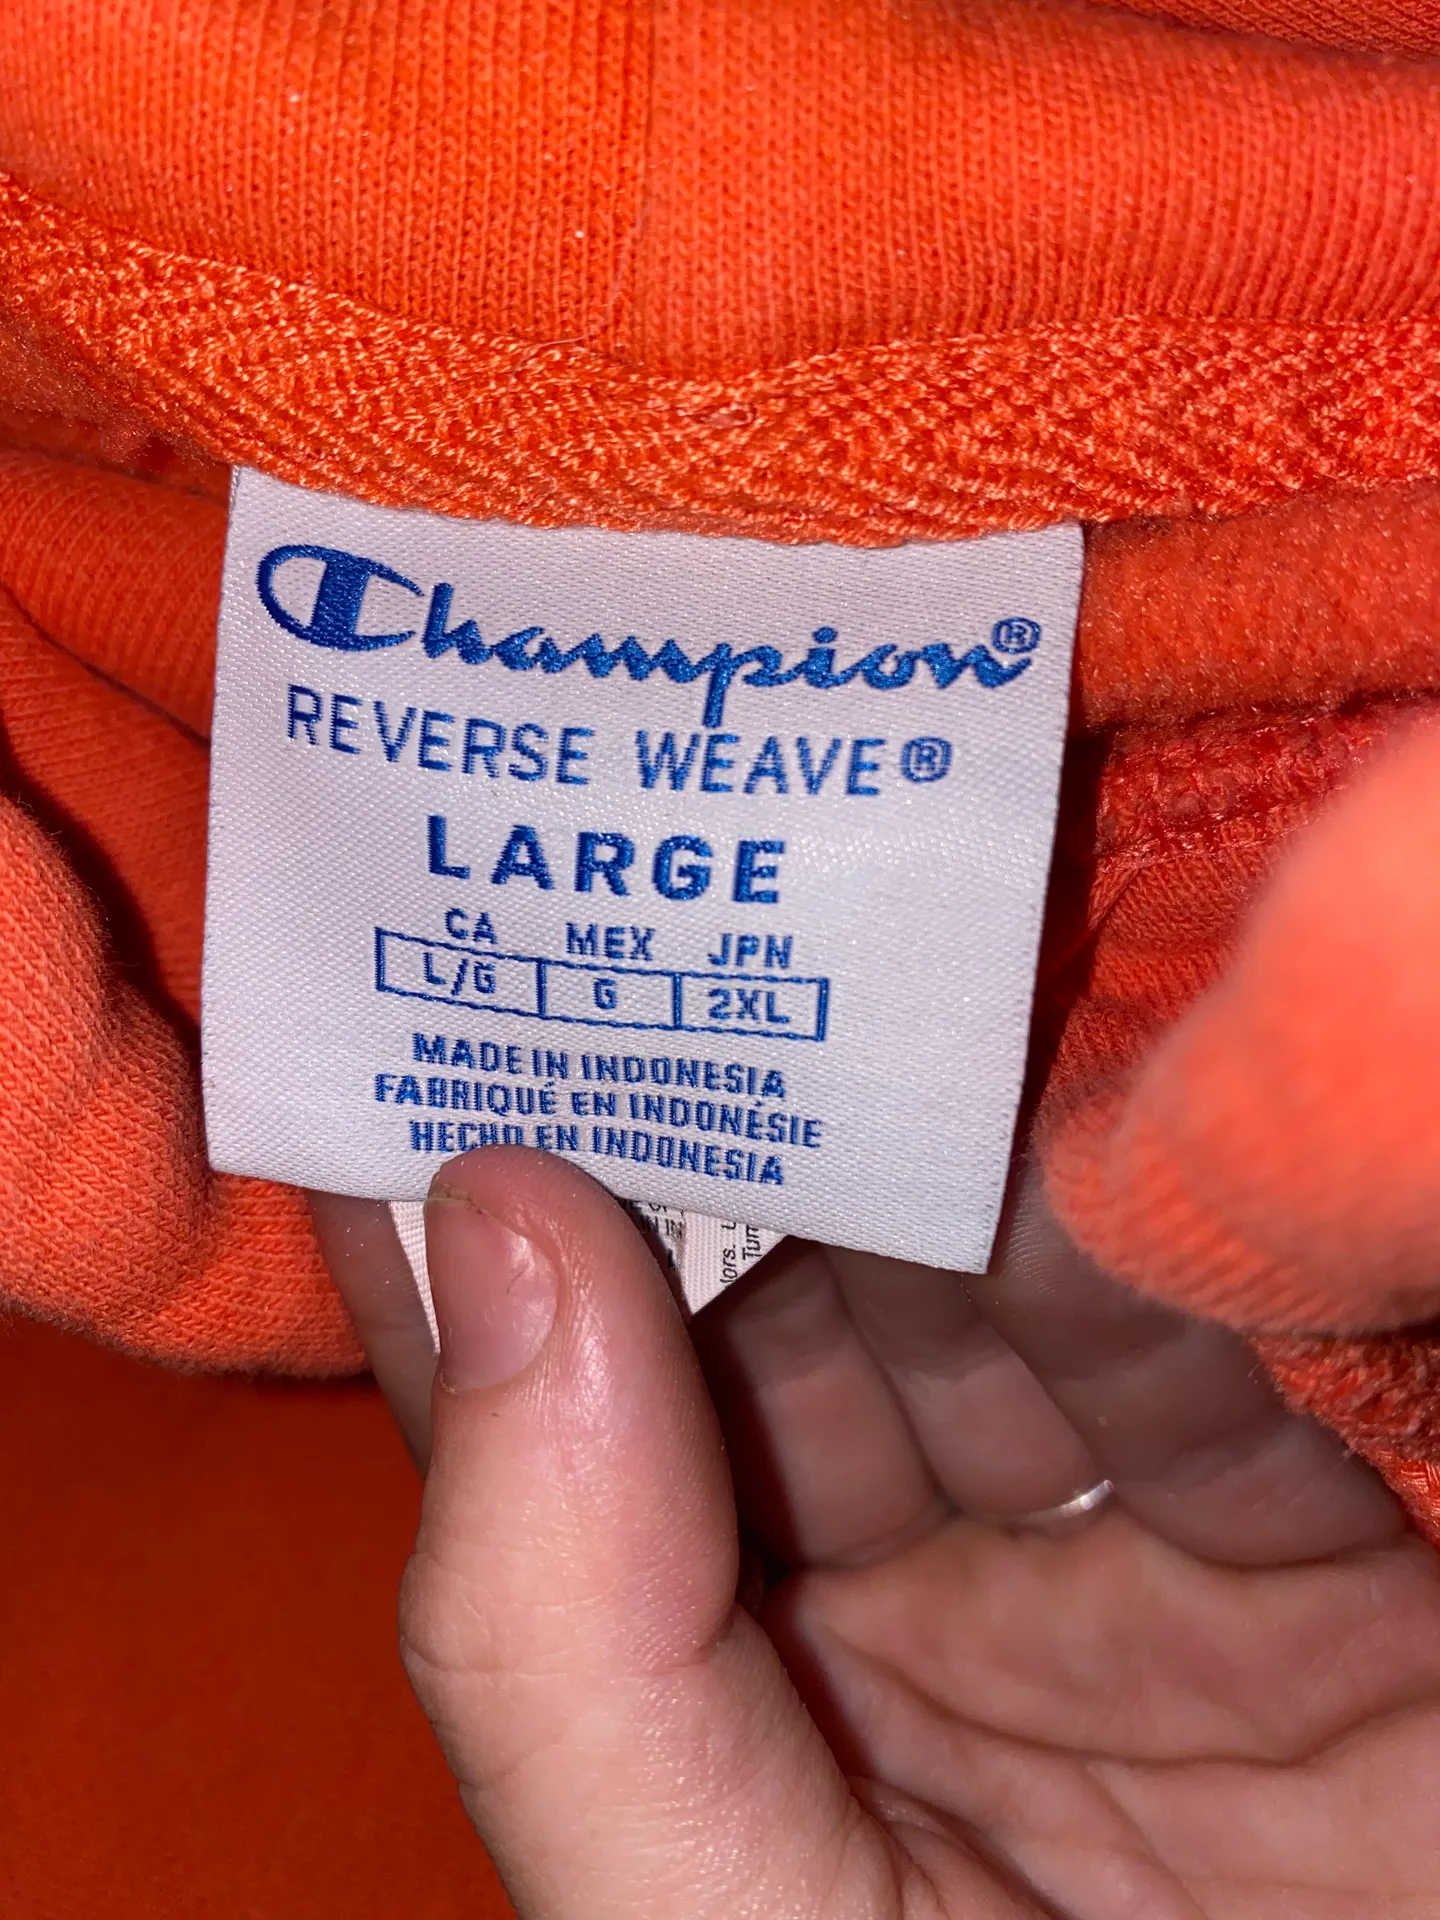 Champion®
REVERSE WEAVE®
LARGE
CA MEX JPN
L/G G 2XL
MADE IN INDONESIA
FABRIQUÉ EN INDONÉSIE
HECHO EN INDONESIA